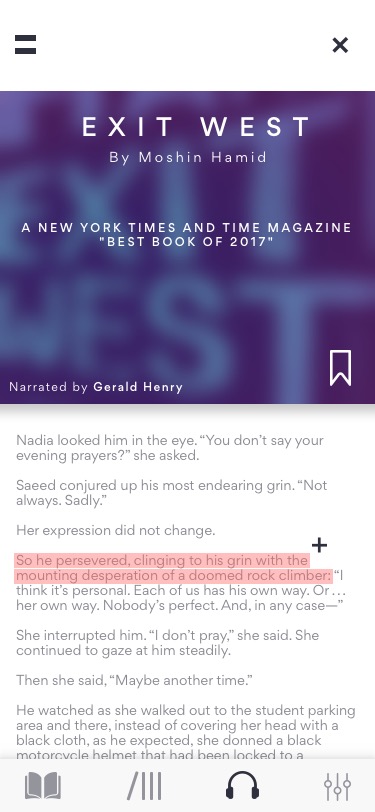 EXIT WEST
By Moshin Hamid
A NEW YORK TIMES AND TIME MAGAZINE
"BEST BOOK OF 2017"
Narrated by Gerald Henry
Nadia looked him in the eye. “You don’t say your
evening prayers?” she asked.
Saeed conjured up his most endearing grin. “Not
always. Sadly.”
Her expression did not change.
So he persevered, clinging to his grin with the
mounting desperation of a doomed rock climber: “I
think it’s personal. Each of us has his own way. Or . . .
her own way. Nobody’s perfect. And, in any case—”
She interrupted him. “I don’t pray,” she said. She
continued to gaze at him steadily.
Then she said, “Maybe another time.”
He watched as she walked out to the student parking
area and there, instead of covering her head with a
black cloth, as he expected, she donned a black
motorcycle helmet that had been locked to a